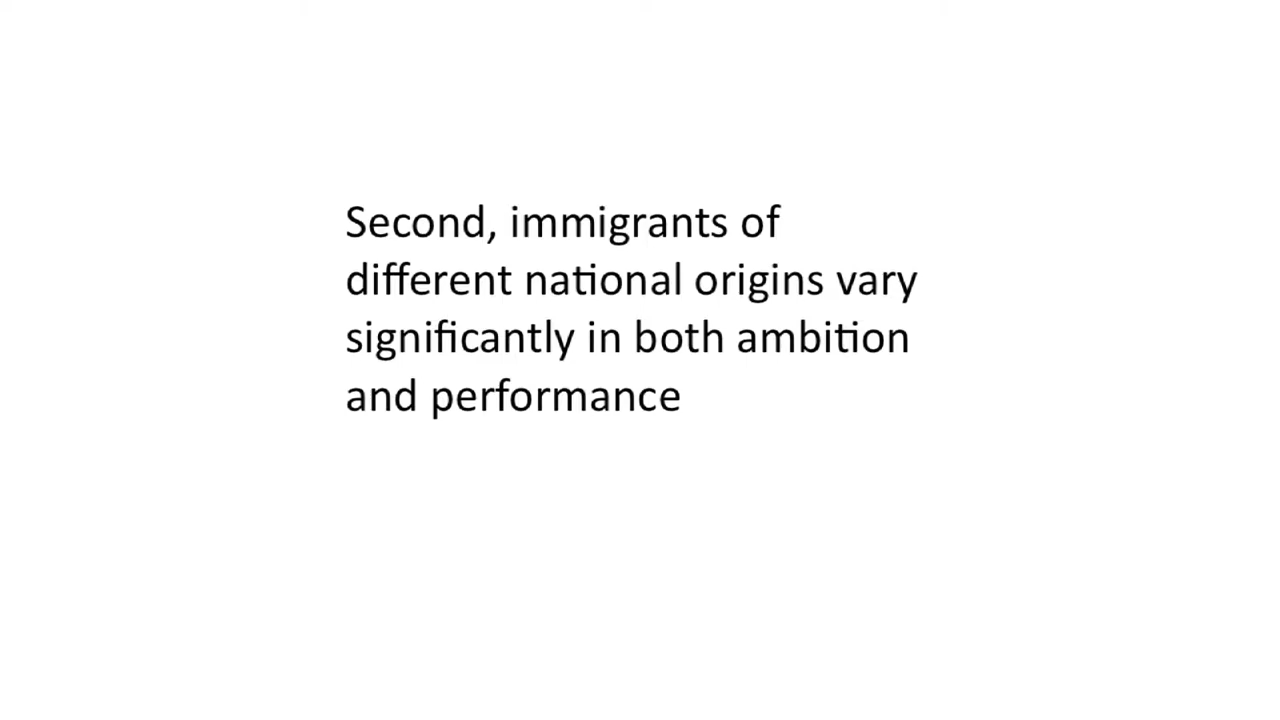 Second, immigrants of
different national origins vary
significantly in both ambition
and performance